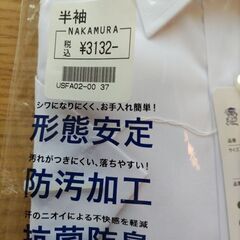 半袖
NAKAMURA
税込 ¥3132-
USFA02-00 37
シワになりにくく、お手入れ簡単!
形態安定
汚れがつきにくい、落ちやすい!
防汚加工
汗のニオイによる不快感を軽減
抗菌防臭